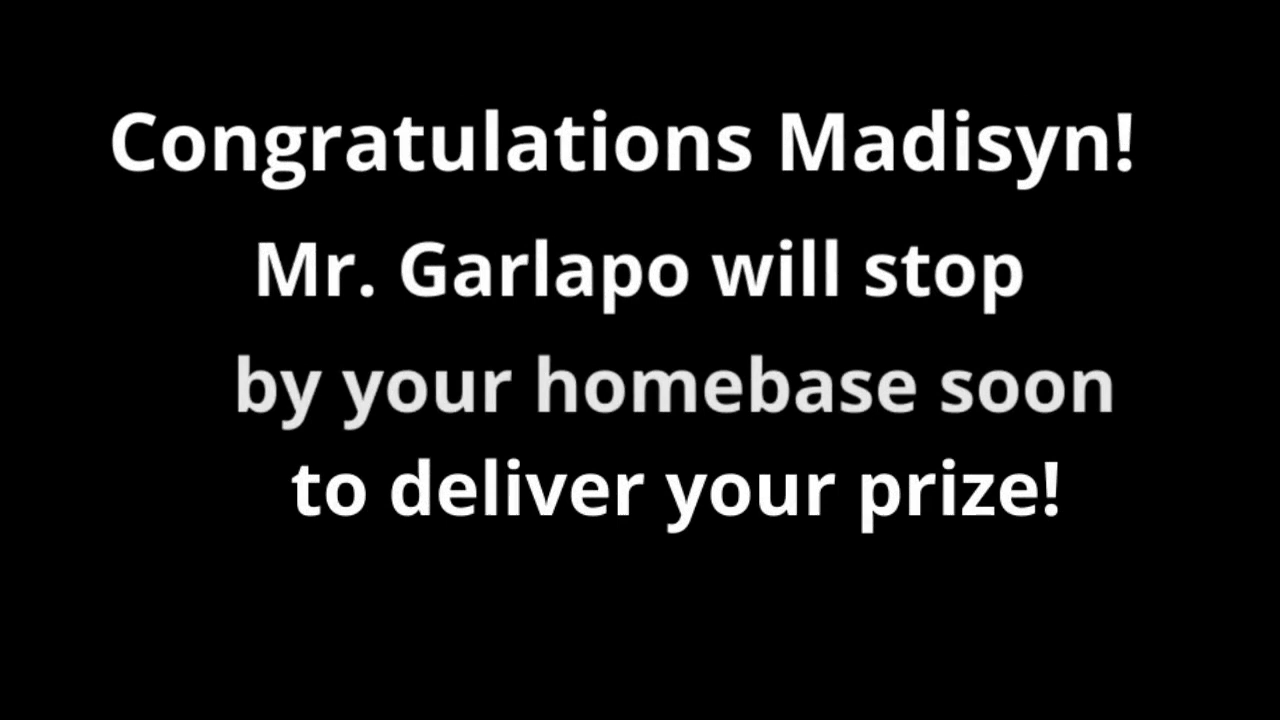 Congratulations Madisyn!
Mr. Garlapo will stop
by your homebase soon
to deliver your prize!